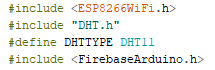 #include <ESP8266WiFi.h>
#include "DHT.h"
#define DHTTYPE DHT11
#include <FirebaseArduino.h>